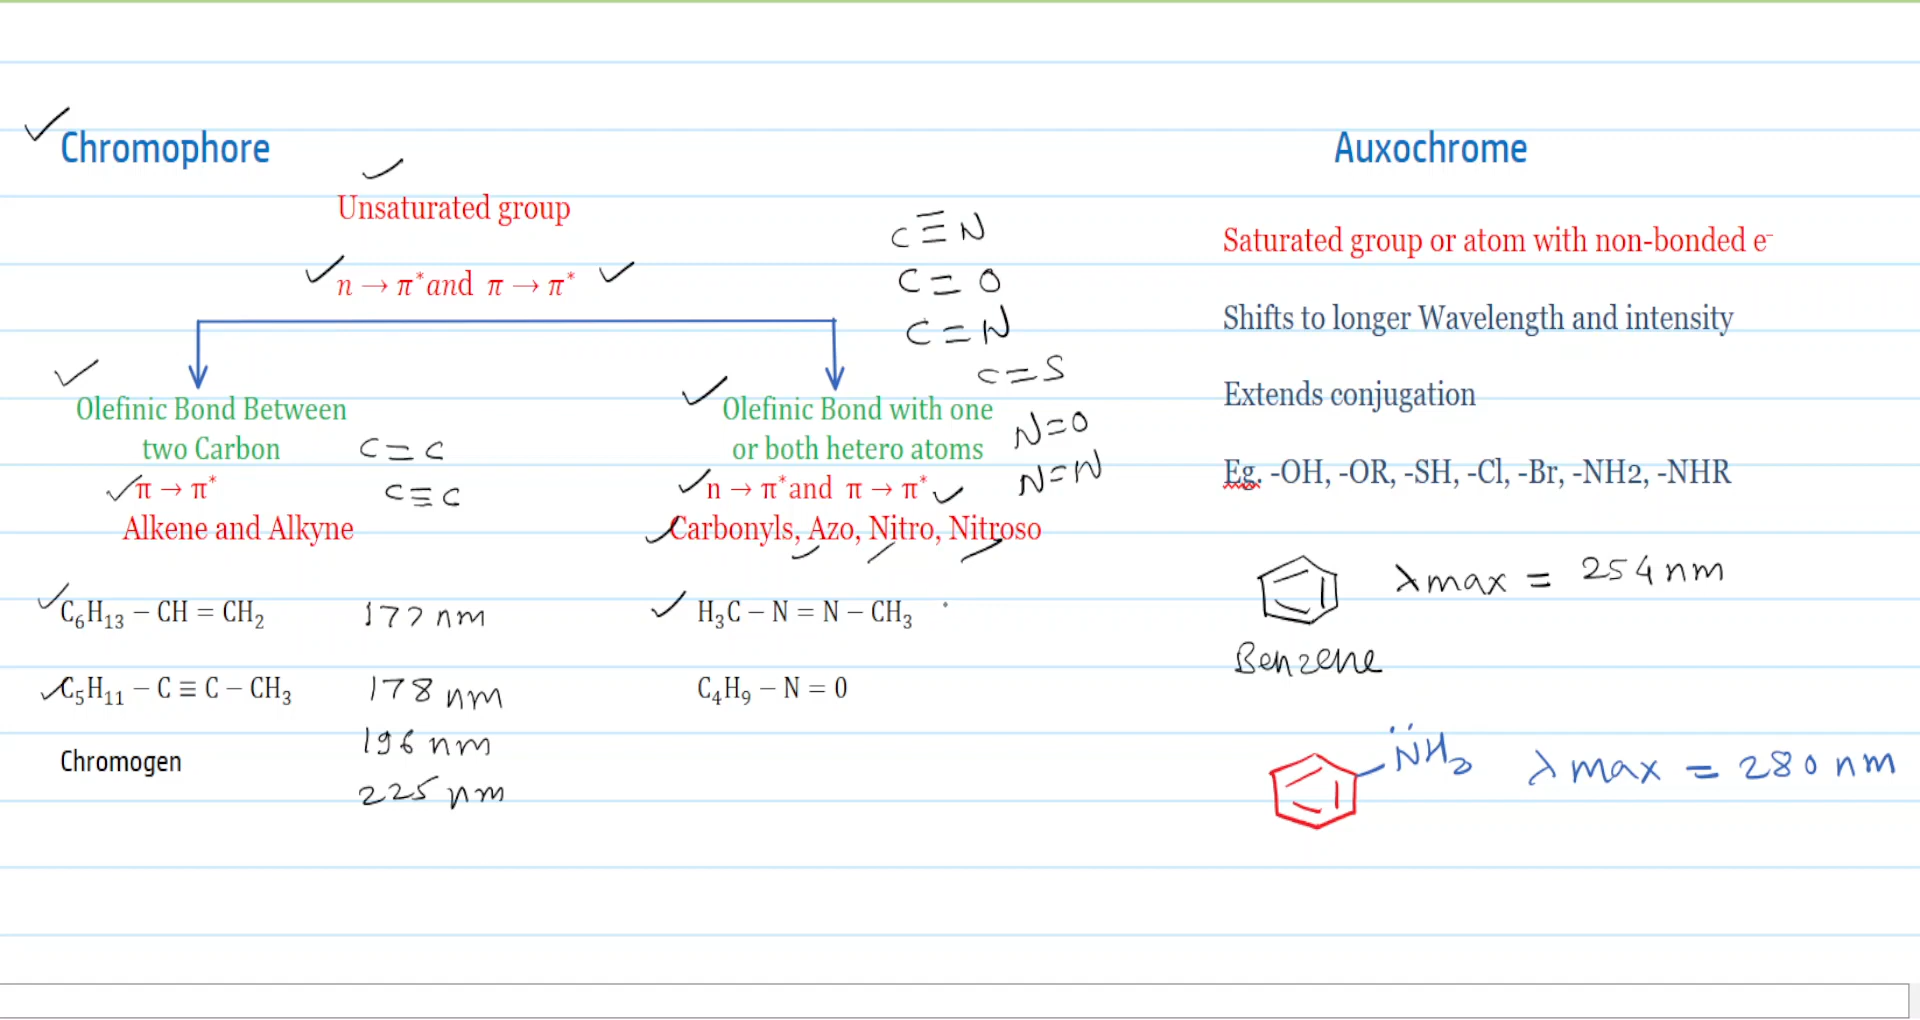 Chromophore
Unsaturated group
n → π* and π → π*
Olefinic Bond Between
two Carbon
C=C
π → π*
C≡C
Alkene and Alkyne
C₆H₁₃ − CH = CH₂ 177 nm
C₅H₁₁ − C ≡ C − CH₃ 178 nm
196 nm
Chromogen
225 nm
C≡N
C=O
C=N
C=S
Olefinic Bond with one
or both hetero atoms
N=O
n → π* and π → π*
N=N
Carbonyls, Azo, Nitro, Nitroso
H₃C − N = N − CH₃
C₄H₉ − N = 0
Auxochrome
Saturated group or atom with non-bonded e⁻
Shifts to longer Wavelength and intensity
Extends conjugation
Eg. -OH, -OR, -SH, -Cl, -Br, -NH2, -NHR
λmax = 254 nm
Benzene
N̈H₂ λmax = 280 nm